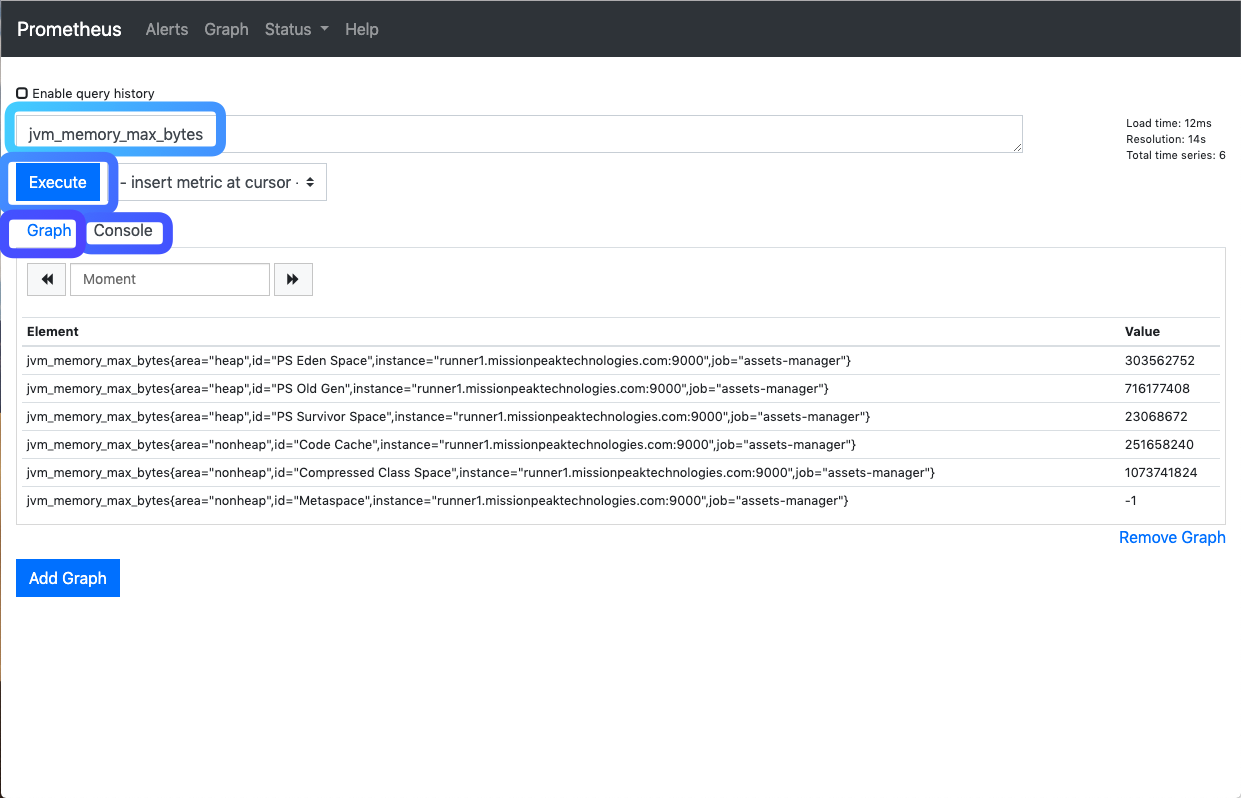 Prometheus Alerts Graph Status Help
Enable query history
jvm_memory_max_bytes
Load time: 12ms
Resolution: 14s
Total time series: 6
Execute - insert metric at cursor -
Graph Console
Moment
Element Value
jvm_memory_max_bytes{area="heap",id="PS Eden Space",instance="runner1.missionpeaktechnologies.com:9000",job="assets-manager"} 303562752
jvm_memory_max_bytes{area="heap",id="PS Old Gen",instance="runner1.missionpeaktechnologies.com:9000",job="assets-manager"} 716177408
jvm_memory_max_bytes{area="heap",id="PS Survivor Space",instance="runner1.missionpeaktechnologies.com:9000",job="assets-manager"} 23068672
jvm_memory_max_bytes{area="nonheap",id="Code Cache",instance="runner1.missionpeaktechnologies.com:9000",job="assets-manager"} 251658240
jvm_memory_max_bytes{area="nonheap",id="Compressed Class Space",instance="runner1.missionpeaktechnologies.com:9000",job="assets-manager"} 1073741824
jvm_memory_max_bytes{area="nonheap",id="Metaspace",instance="runner1.missionpeaktechnologies.com:9000",job="assets-manager"} -1
Remove Graph
Add Graph